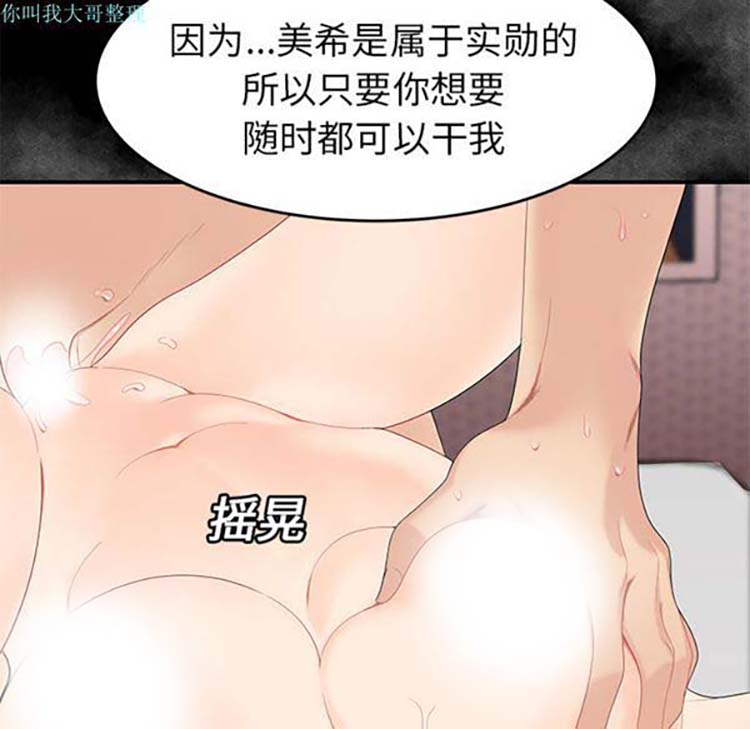 你叫我大哥整理
因为...美希是属于实勋的
所以只要你想要
随时都可以干我
摇晃